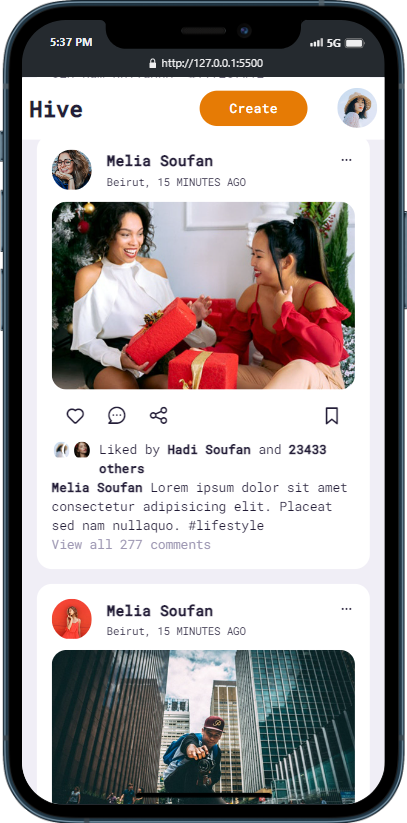 5:37 PM
5G
http://127.0.0.1:5500
Hive
Create
Melia Soufan
...
Beirut, 15 MINUTES AGO
Liked by Hadi Soufan and 23433
others
Melia Soufan Lorem ipsum dolor sit amet
consectetur adipisicing elit. Placeat
sed nam nullaquo. #lifestyle
View all 277 comments
Melia Soufan
...
Beirut, 15 MINUTES AGO